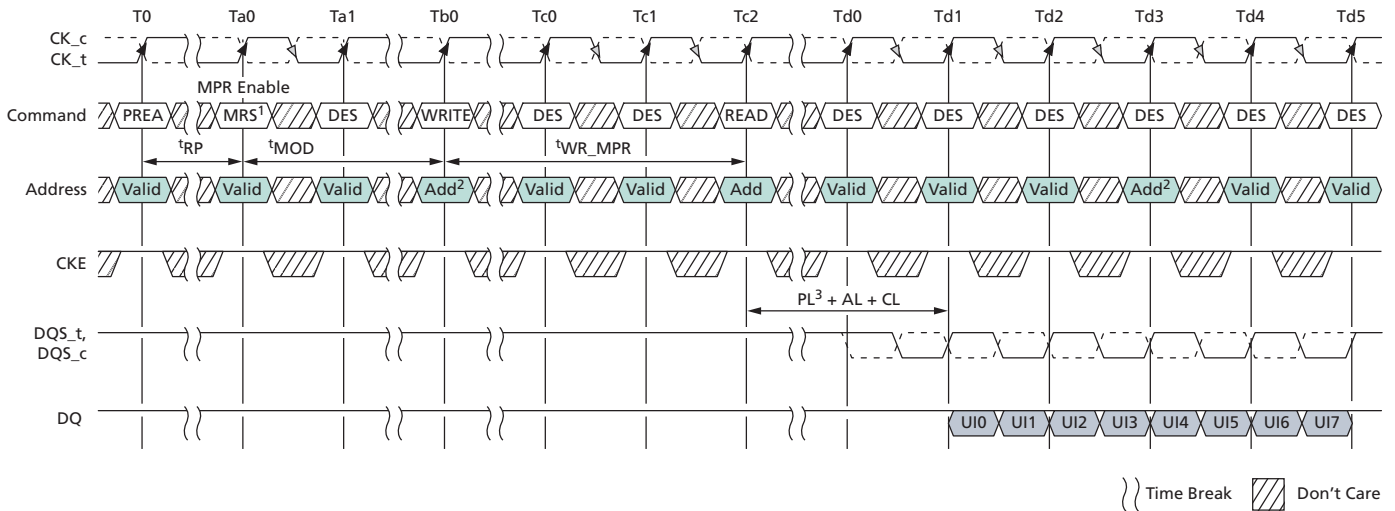 T0 Ta0 Ta1 Tb0 Tc0 Tc1 Tc2 Td0 Td1 Td2 Td3 Td4 Td5
CK_c
CK_t
MPR Enable
Command PREA MRS¹ DES WRITE DES DES READ DES DES DES DES DES DES
tRP tMOD tWR_MPR
Address Valid Valid Valid Add² Valid Valid Add Valid Valid Valid Add² Valid Valid
CKE
PL³ + AL + CL
DQS_t,
DQS_c
DQ UI0 UI1 UI2 UI3 UI4 UI5 UI6 UI7
Time Break Don't Care